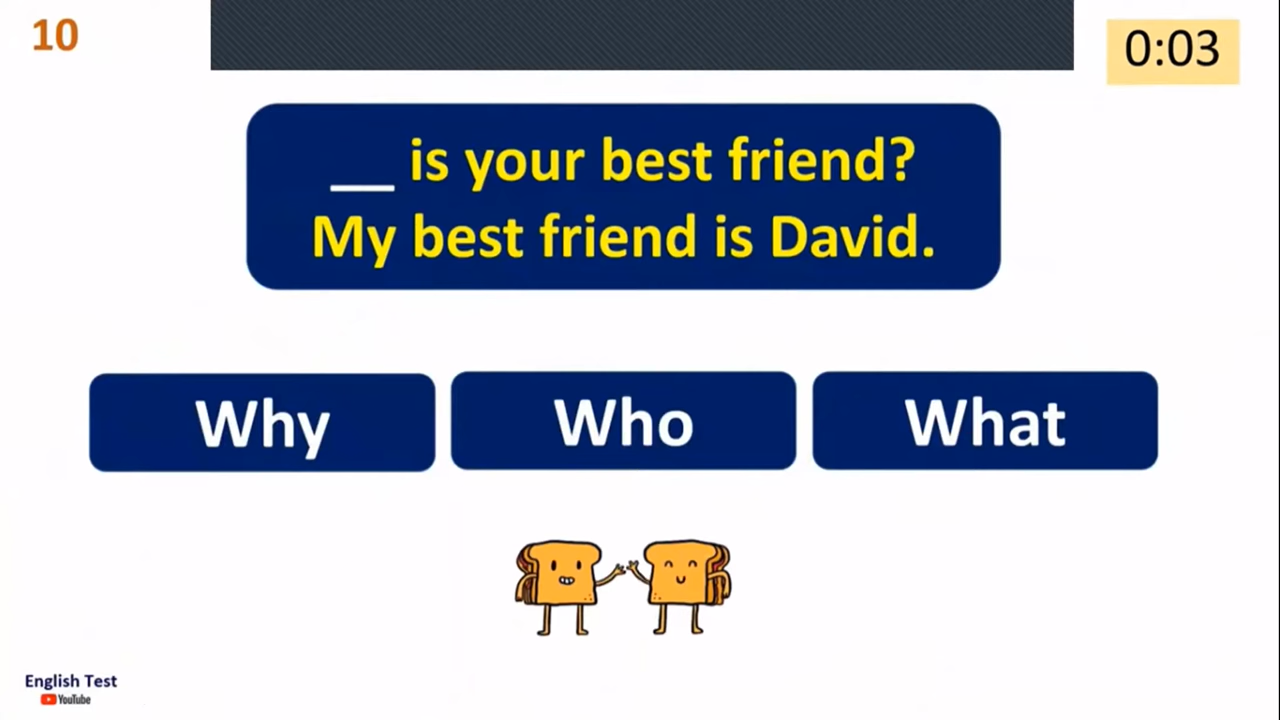 10
0:03
__ is your best friend?
My best friend is David.
Why
Who
What
English Test
YouTube